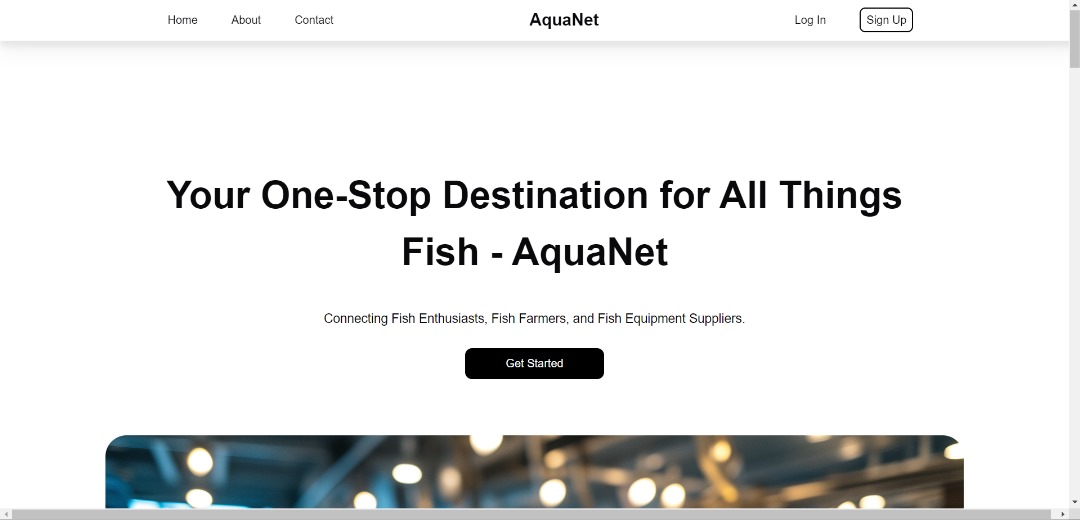 Home About Contact AquaNet Log In Sign Up
Your One-Stop Destination for All Things
Fish - AquaNet
Connecting Fish Enthusiasts, Fish Farmers, and Fish Equipment Suppliers.
Get Started